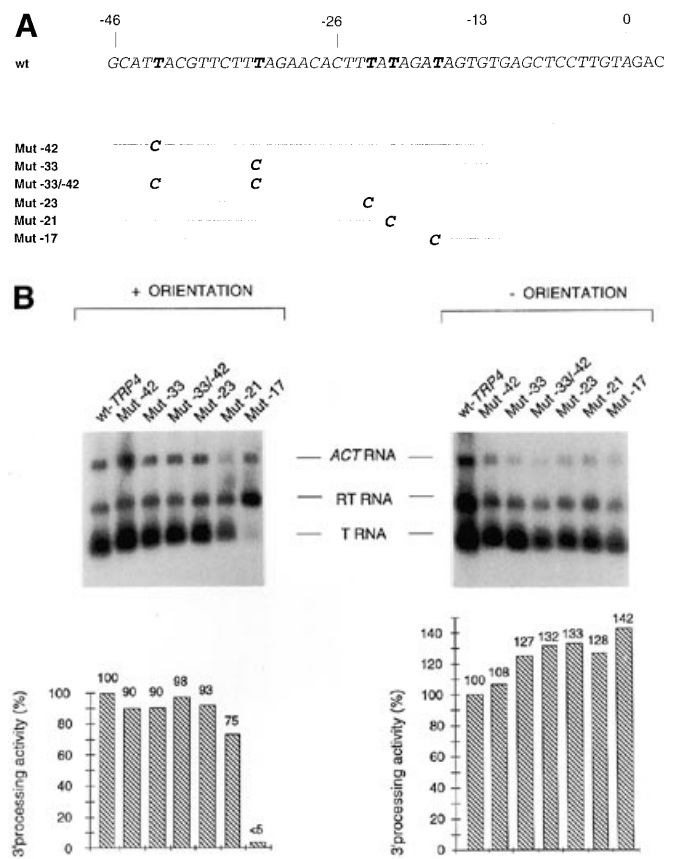 A
-46 -26 -13 0
wt GCATTACGTTCTTTAGAACACTTTATAGATAGTGTGAGCTCCTTGTAGAC
Mut -42 C
Mut -33 C
Mut -33/-42 C C
Mut -23 C
Mut -21 C
Mut -17 C
B
+ ORIENTATION - ORIENTATION
wt-TRP4 Mut -42 Mut -33 Mut -33/-42 Mut -23 Mut -21 Mut -17 wt-TRP4 Mut -42 Mut -33 Mut -33/-42 Mut -23 Mut -21 Mut -17
ACT RNA
RT RNA
T RNA
3'processing activity (%)
100
80
60
40
20
0
100 90 90 98 93 75 <5
3'processing activity (%)
140
120
100
80
60
40
20
0
100 108 127 132 133 128 142